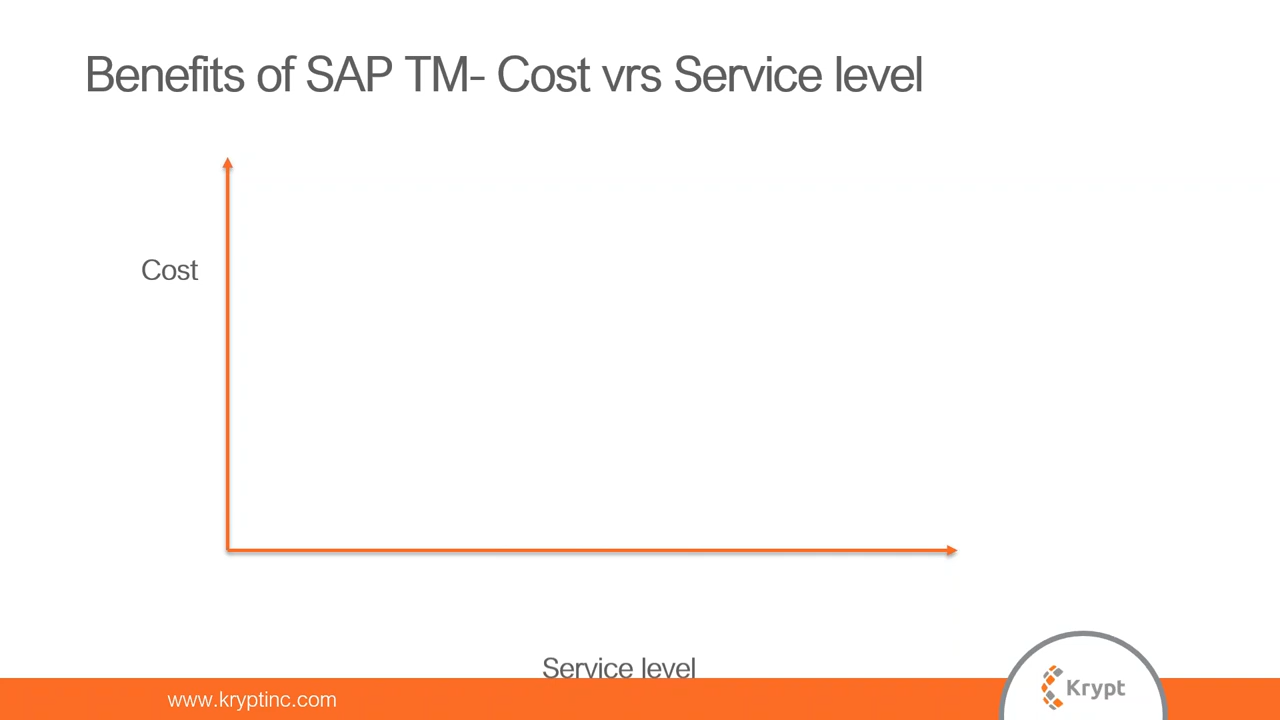 Benefits of SAP TM- Cost vrs Service level
Cost
Service level
www.kryptinc.com
Krypt